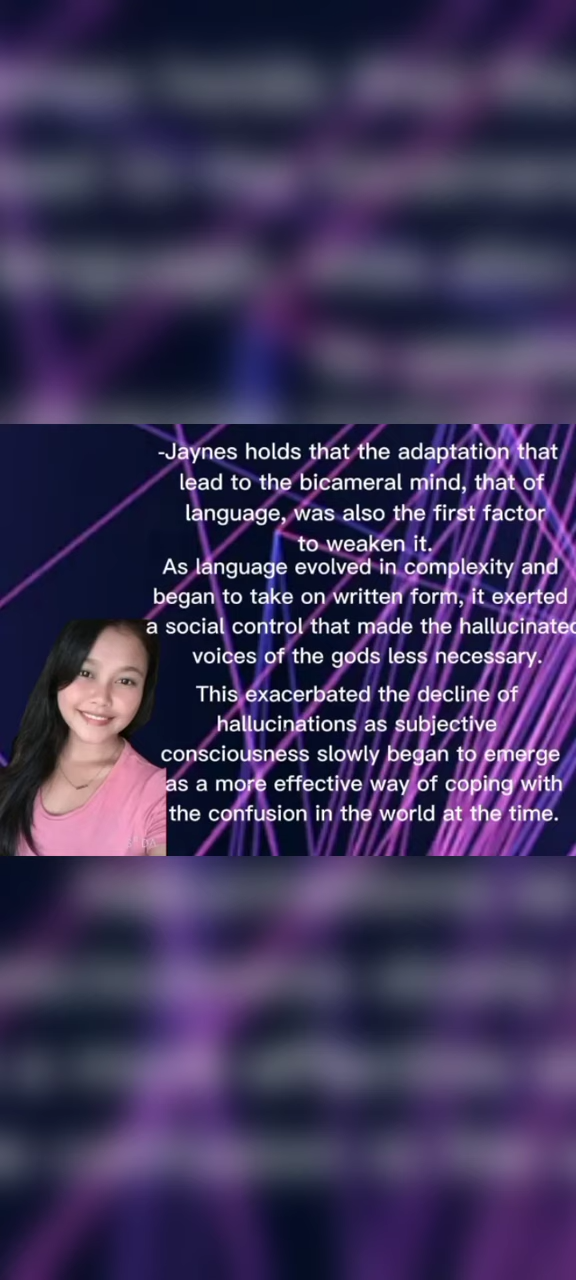 -Jaynes holds that the adaptation that
lead to the bicameral mind, that of
language, was also the first factor
to weaken it.
As language evolved in complexity and
began to take on written form, it exerted
a social control that made the hallucinated
voices of the gods less necessary.
This exacerbated the decline of
hallucinations as subjective
consciousness slowly began to emerge
as a more effective way of coping with
the confusion in the world at the time.